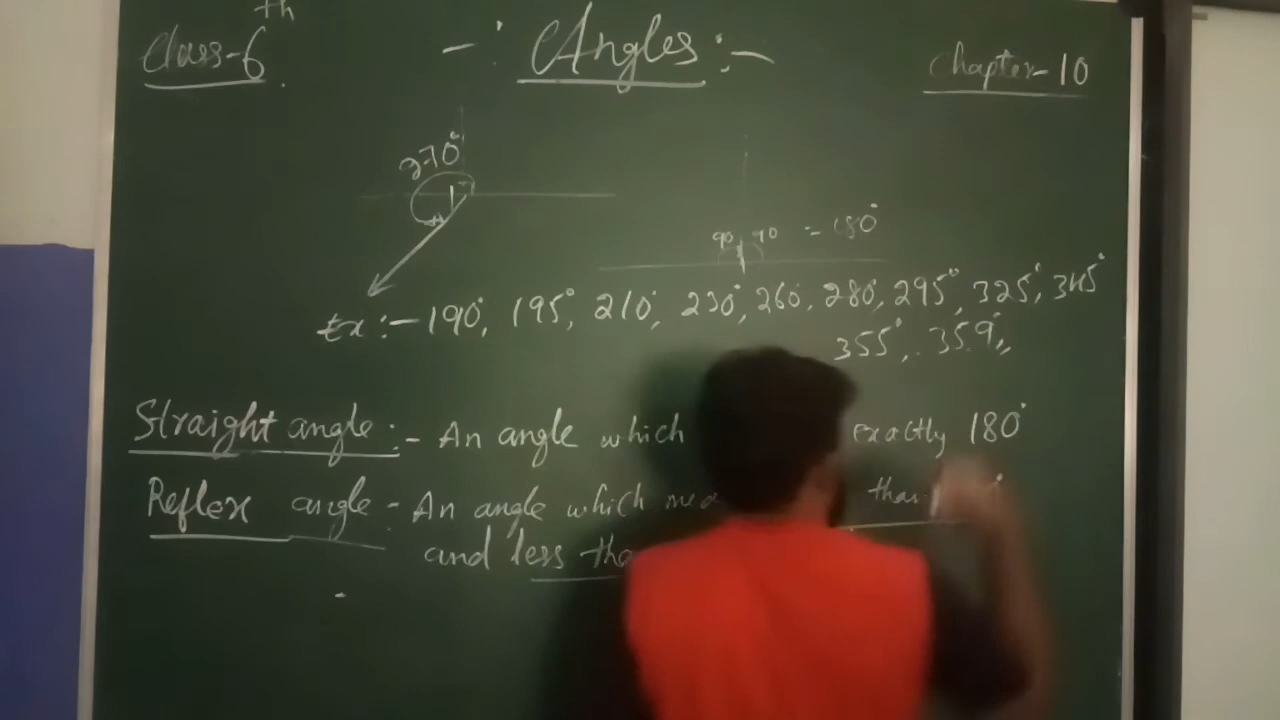 Class-6th.
-: Angles :-
Chapter-10
270°
90 90 = 180°
Ex:- 190°, 195°, 210°, 230°, 260°, 280°, 295°, 325°, 345°
355°, 359°,,
Straight angle:- An angle which exactly 180°
Reflex angle - An angle which than
and less